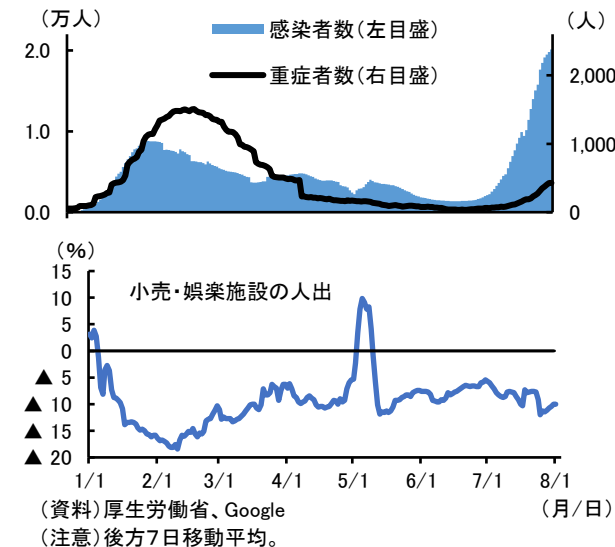 (万人) (人)
感染者数(左目盛)
重症者数(右目盛)
2.0 2,000
1.0 1,000
0.0 0
(%)
15
小売・娯楽施設の人出
10
5
0
▲ 5
▲ 10
▲ 15
▲ 20
1/1 2/1 3/1 4/1 5/1 6/1 7/1 8/1
(資料)厚生労働省、Google (月/日)
(注意)後方7日移動平均。